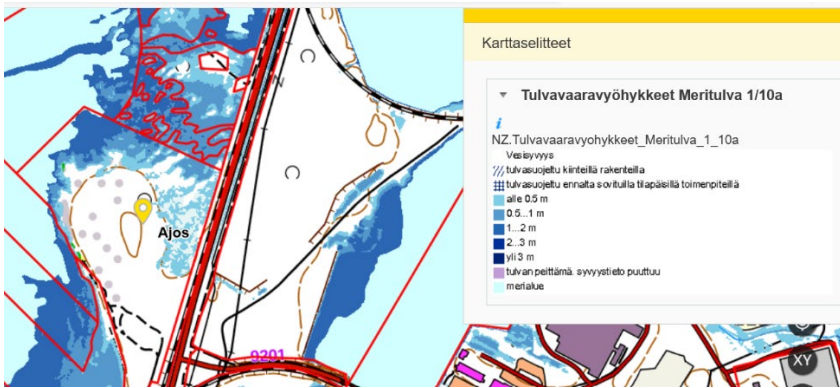 Karttaselitteet
Tulvavaaravyöhykkeet Meritulva 1/10a
i
NZ.Tulvavaaravyohykkeet_Meritulva_1_10a
Vesisyvyys
tulvasuojeltu kiinteillä rakenteilla
tulvasuojeltu ennalta sovituilla tilapäisillä toimenpiteillä
alle 0.5 m
0.5...1 m
1...2 m
2...3 m
yli 3 m
tulvan peittämä. syvyystieto puuttuu
merialue
Ajos
9201
XY